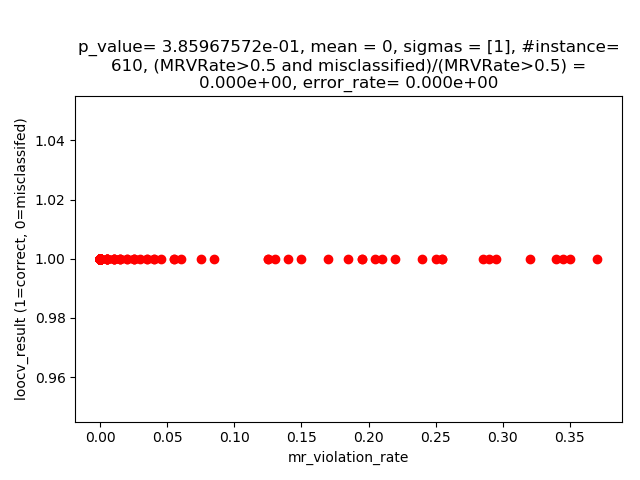 p_value= 3.85967572e-01, mean = 0, sigmas = [1], #instance=
610, (MRVRate>0.5 and misclassified)/(MRVRate>0.5) =
0.000e+00, error_rate= 0.000e+00
loocv_result (1=correct, 0=misclassifed)
1.04
1.02
1.00
0.98
0.96
0.00 0.05 0.10 0.15 0.20 0.25 0.30 0.35
mr_violation_rate